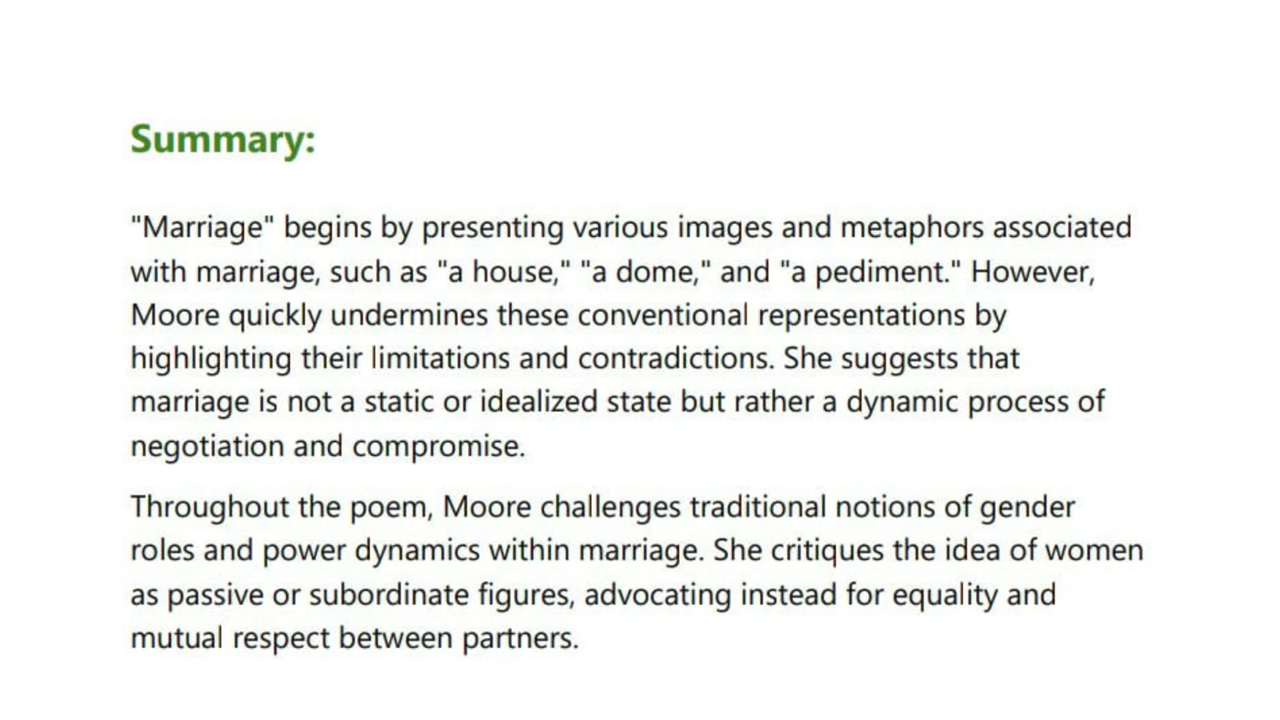 Summary:
"Marriage" begins by presenting various images and metaphors associated
with marriage, such as "a house," "a dome," and "a pediment." However,
Moore quickly undermines these conventional representations by
highlighting their limitations and contradictions. She suggests that
marriage is not a static or idealized state but rather a dynamic process of
negotiation and compromise.
Throughout the poem, Moore challenges traditional notions of gender
roles and power dynamics within marriage. She critiques the idea of women
as passive or subordinate figures, advocating instead for equality and
mutual respect between partners.